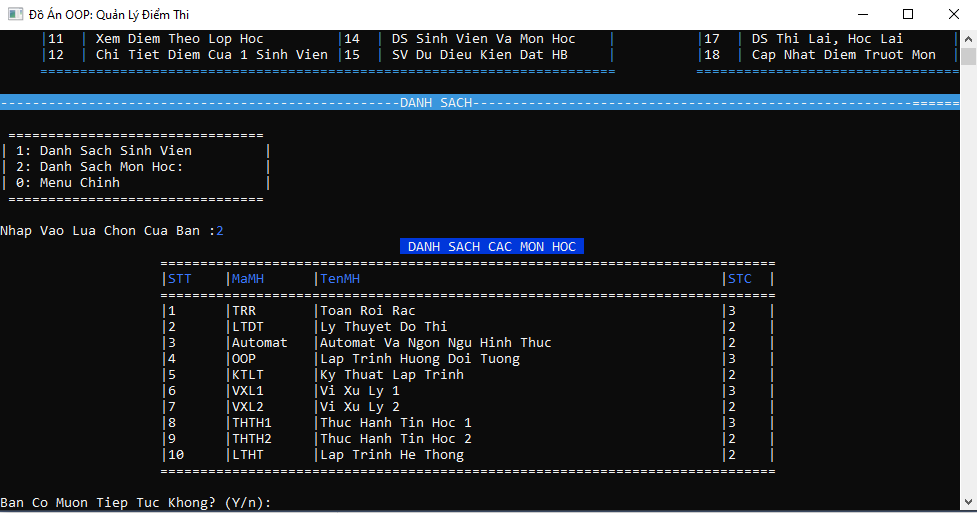 Đồ Án OOP: Quản Lý Điểm Thi
|11 | Xem Diem Theo Lop Hoc |14 | DS Sinh Vien Va Mon Hoc | |17 | DS Thi Lai, Hoc Lai |
|12 | Chi Tiet Diem Cua 1 Sinh Vien |15 | SV Du Dieu Kien Dat HB | |18 | Cap Nhat Diem Truot Mon |
DANH SACH
| 1: Danh Sach Sinh Vien |
| 2: Danh Sach Mon Hoc: |
| 0: Menu Chinh |
Nhap Vao Lua Chon Cua Ban :2
DANH SACH CAC MON HOC
|STT |MaMH |TenMH |STC |
|1 |TRR |Toan Roi Rac |3 |
|2 |LTDT |Ly Thuyet Do Thi |2 |
|3 |Automat |Automat Va Ngon Ngu Hinh Thuc |2 |
|4 |OOP |Lap Trinh Huong Doi Tuong |3 |
|5 |KTLT |Ky Thuat Lap Trinh |2 |
|6 |VXL1 |Vi Xu Ly 1 |3 |
|7 |VXL2 |Vi Xu Ly 2 |2 |
|8 |THTH1 |Thuc Hanh Tin Hoc 1 |3 |
|9 |THTH2 |Thuc Hanh Tin Hoc 2 |2 |
|10 |LTHT |Lap Trinh He Thong |2 |
Ban Co Muon Tiep Tuc Khong? (Y/n):